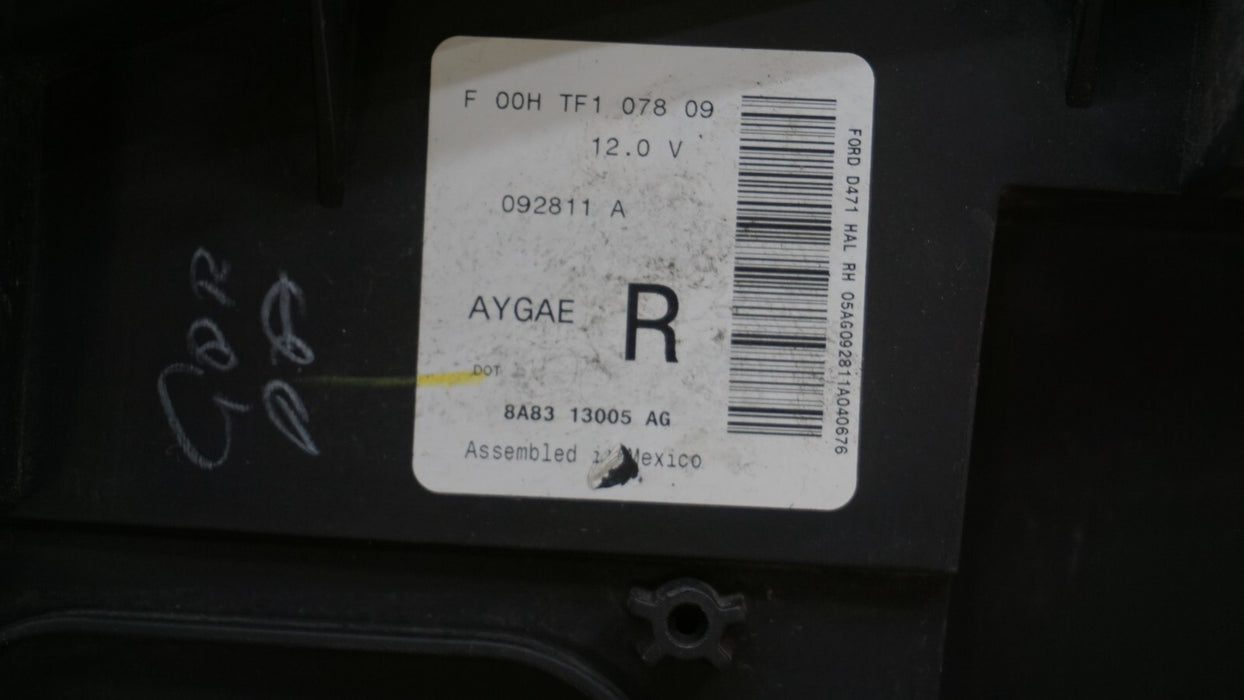 F 00H TF1 078 09
12.0 V
092811 A
AYGAE R
DOT
8A83 13005 AG
Assembled in Mexico
FORD D471 HAL RH 05AG092811A040676